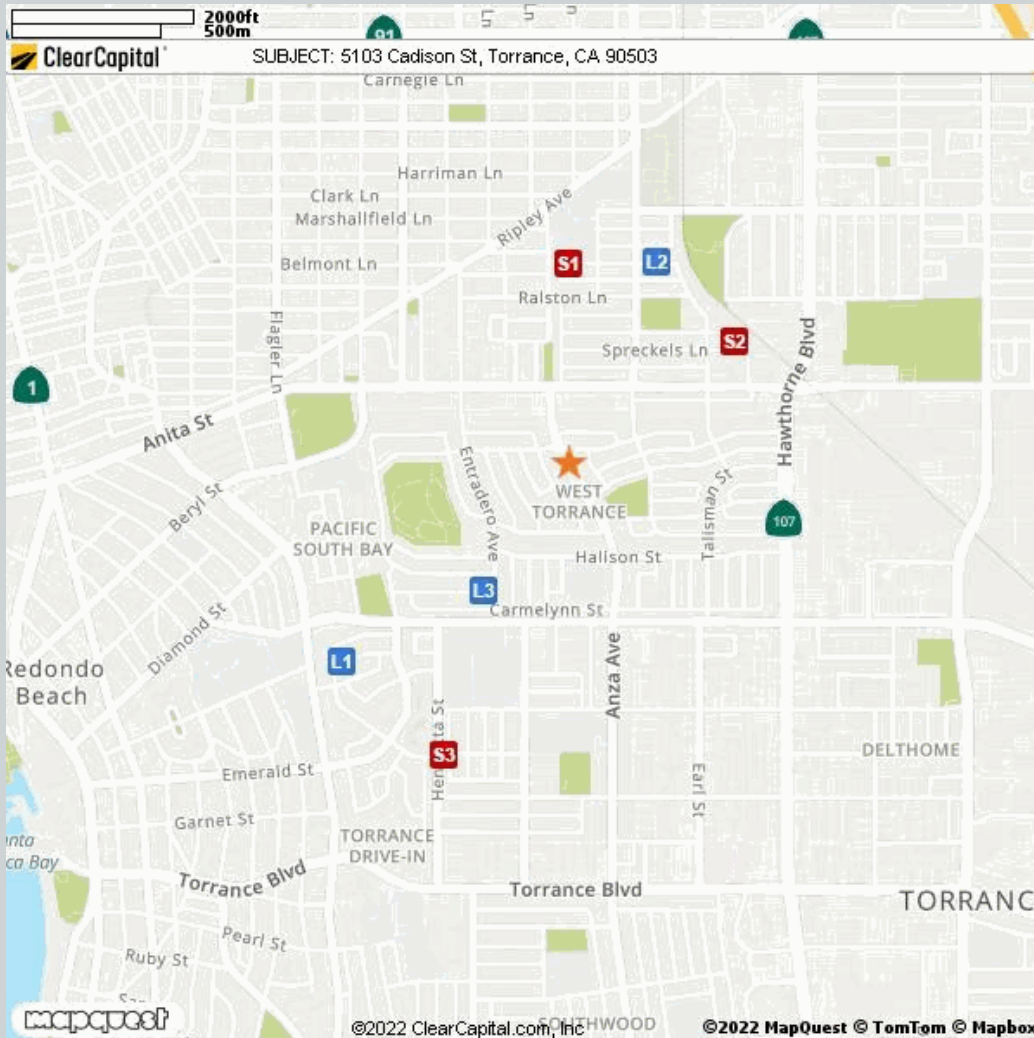 2000ft
500m
91
ClearCapital
SUBJECT: 5103 Cadison St, Torrance, CA 90503
Carnegie Ln
Harriman Ln
Clark Ln
Marshallfield Ln
Ripley Ave
Belmont Ln
S1
L2
Ralston Ln
Flagler Ln
Spreckels Ln
S2
Hawthorne Blvd
1
Anita St
Entradero Ave
WEST
TORRANCE
Talisman St
Beryl St
PACIFIC
SOUTH BAY
107
Halison St
L3
Carmelynn St
Diamond St
Redondo
Beach
L1
Anza Ave
S3
DELTHOME
Emerald St
Earl St
Garnet St
TORRANCE
DRIVE-IN
Torrance Blvd
Torrance Blvd
TORRANC
Pearl St
Ruby St
mapquest
©2022 ClearCapital.com, Inc
SOUTHWOOD
©2022 MapQuest © TomTom © Mapbox